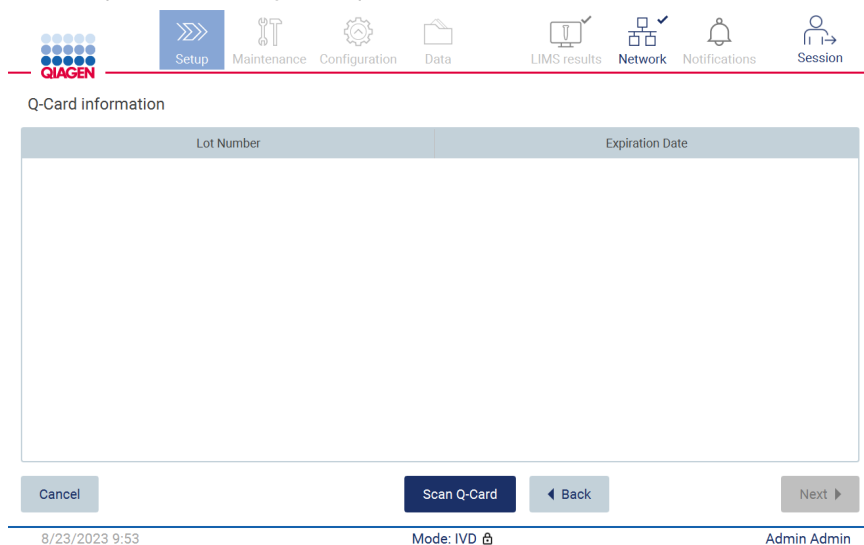 QIAGEN
Setup Maintenance Configuration Data LIMS results Network Notifications Session
Q-Card information
Lot Number Expiration Date
Cancel Scan Q-Card Back Next
8/23/2023 9:53 Mode: IVD Admin Admin